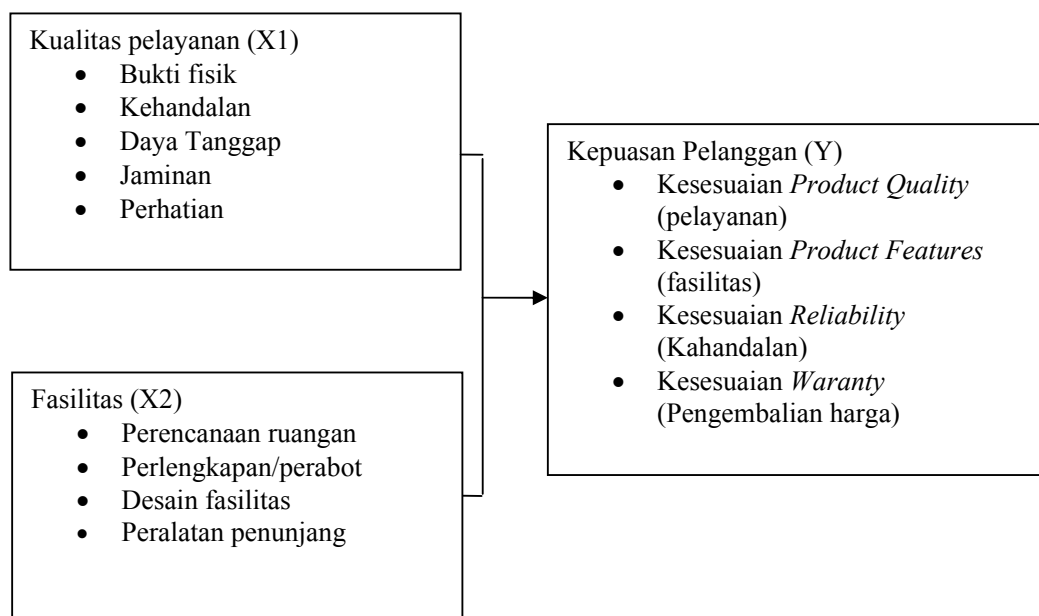 Kualitas pelayanan (X1)
• Bukti fisik
• Kehandalan
• Daya Tanggap
• Jaminan
• Perhatian
Kepuasan Pelanggan (Y)
• Kesesuaian Product Quality
(pelayanan)
• Kesesuaian Product Features
(fasilitas)
• Kesesuaian Reliability
(Kahandalan)
• Kesesuaian Waranty
(Pengembalian harga)
Fasilitas (X2)
• Perencanaan ruangan
• Perlengkapan/perabot
• Desain fasilitas
• Peralatan penunjang